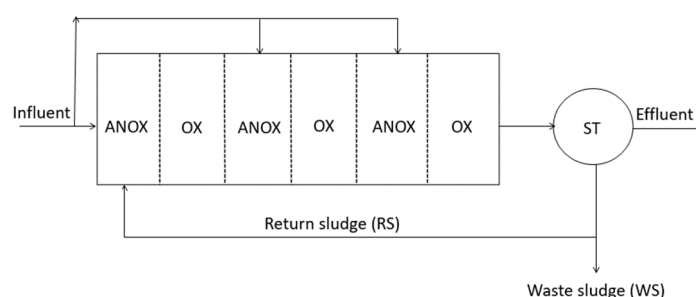 Influent
ANOX
OX
ANOX
OX
ANOX
OX
ST
Effluent
Return sludge (RS)
Waste sludge (WS)